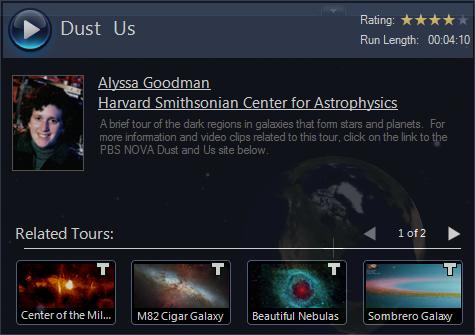 Dust Us
Rating:
Run Length: 00:04:10
Alyssa Goodman
Harvard Smithsonian Center for Astrophysics
A brief tour of the dark regions in galaxies that form stars and planets. For
more information and video clips related to this tour, click on the link to the
PBS NOVA Dust and Us site below.
Related Tours:
1 of 2
T
T
T
T
Center of the Mil...
M82 Cigar Galaxy
Beautiful Nebulas
Sombrero Galaxy